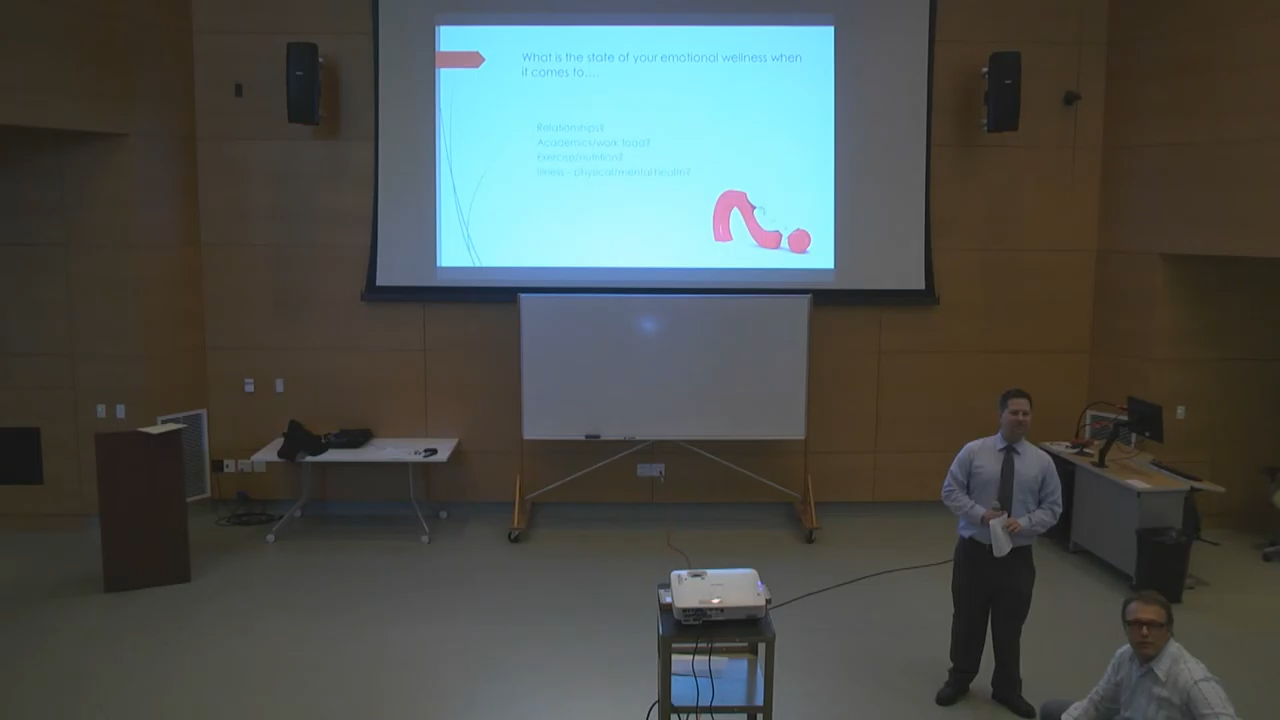 What is the state of your emotional wellness when
it comes to....
Relationships?
Academics/work load?
Exercise/nutrition?
Illness - physical/mental health?